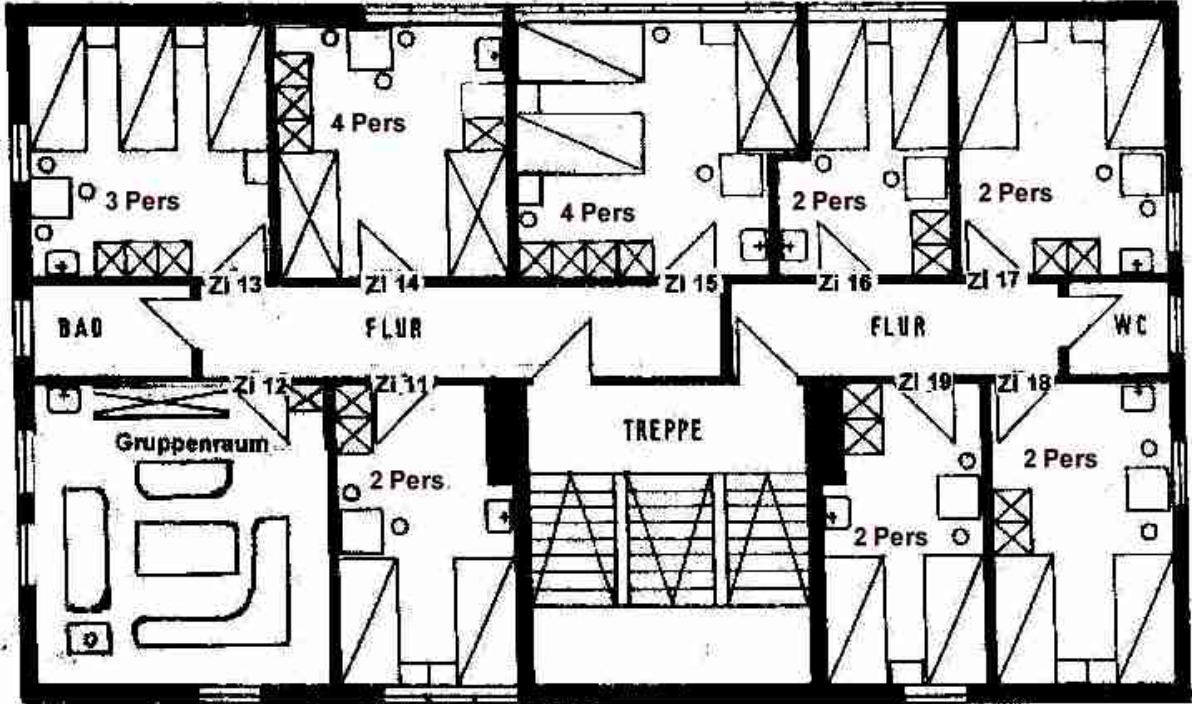 4 Pers
3 Pers
4 Pers
2 Pers
2 Pers
Zi 13
Zi 14
Zi 15
Zi 16
Zi 17
BAD
FLUR
FLUR
WC
Zi 12
Zi 11
Zi 19
Zi 18
Gruppenraum
TREPPE
2 Pers
2 Pers
2 Pers